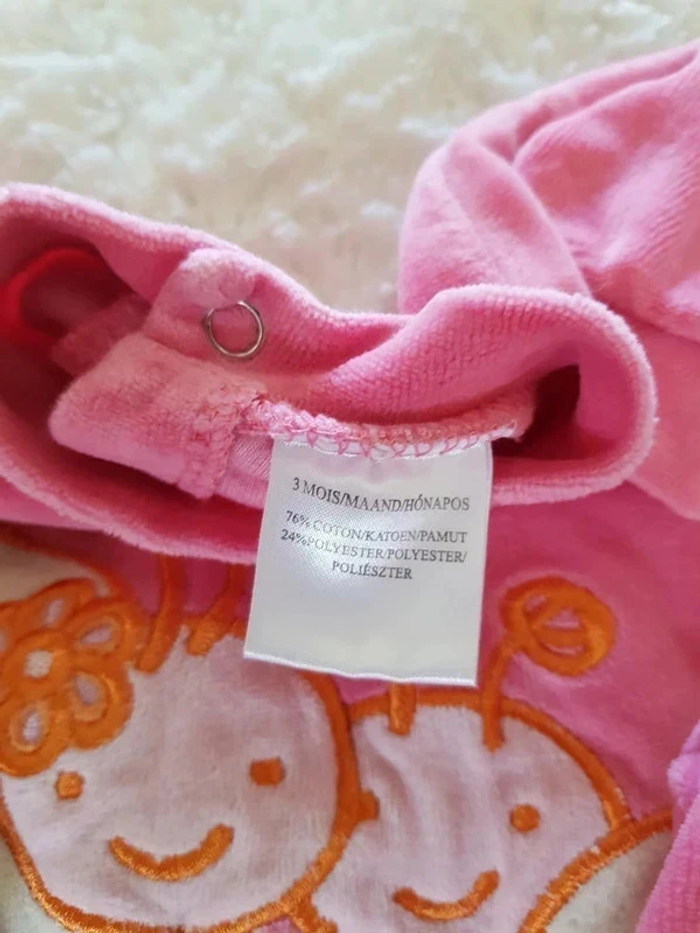 3 MOIS/MAAND/HÓNAPOS
76% COTON/KATOEN/PAMUT
24%POLYESTER/POLYESTER/
POLIÉSZTER